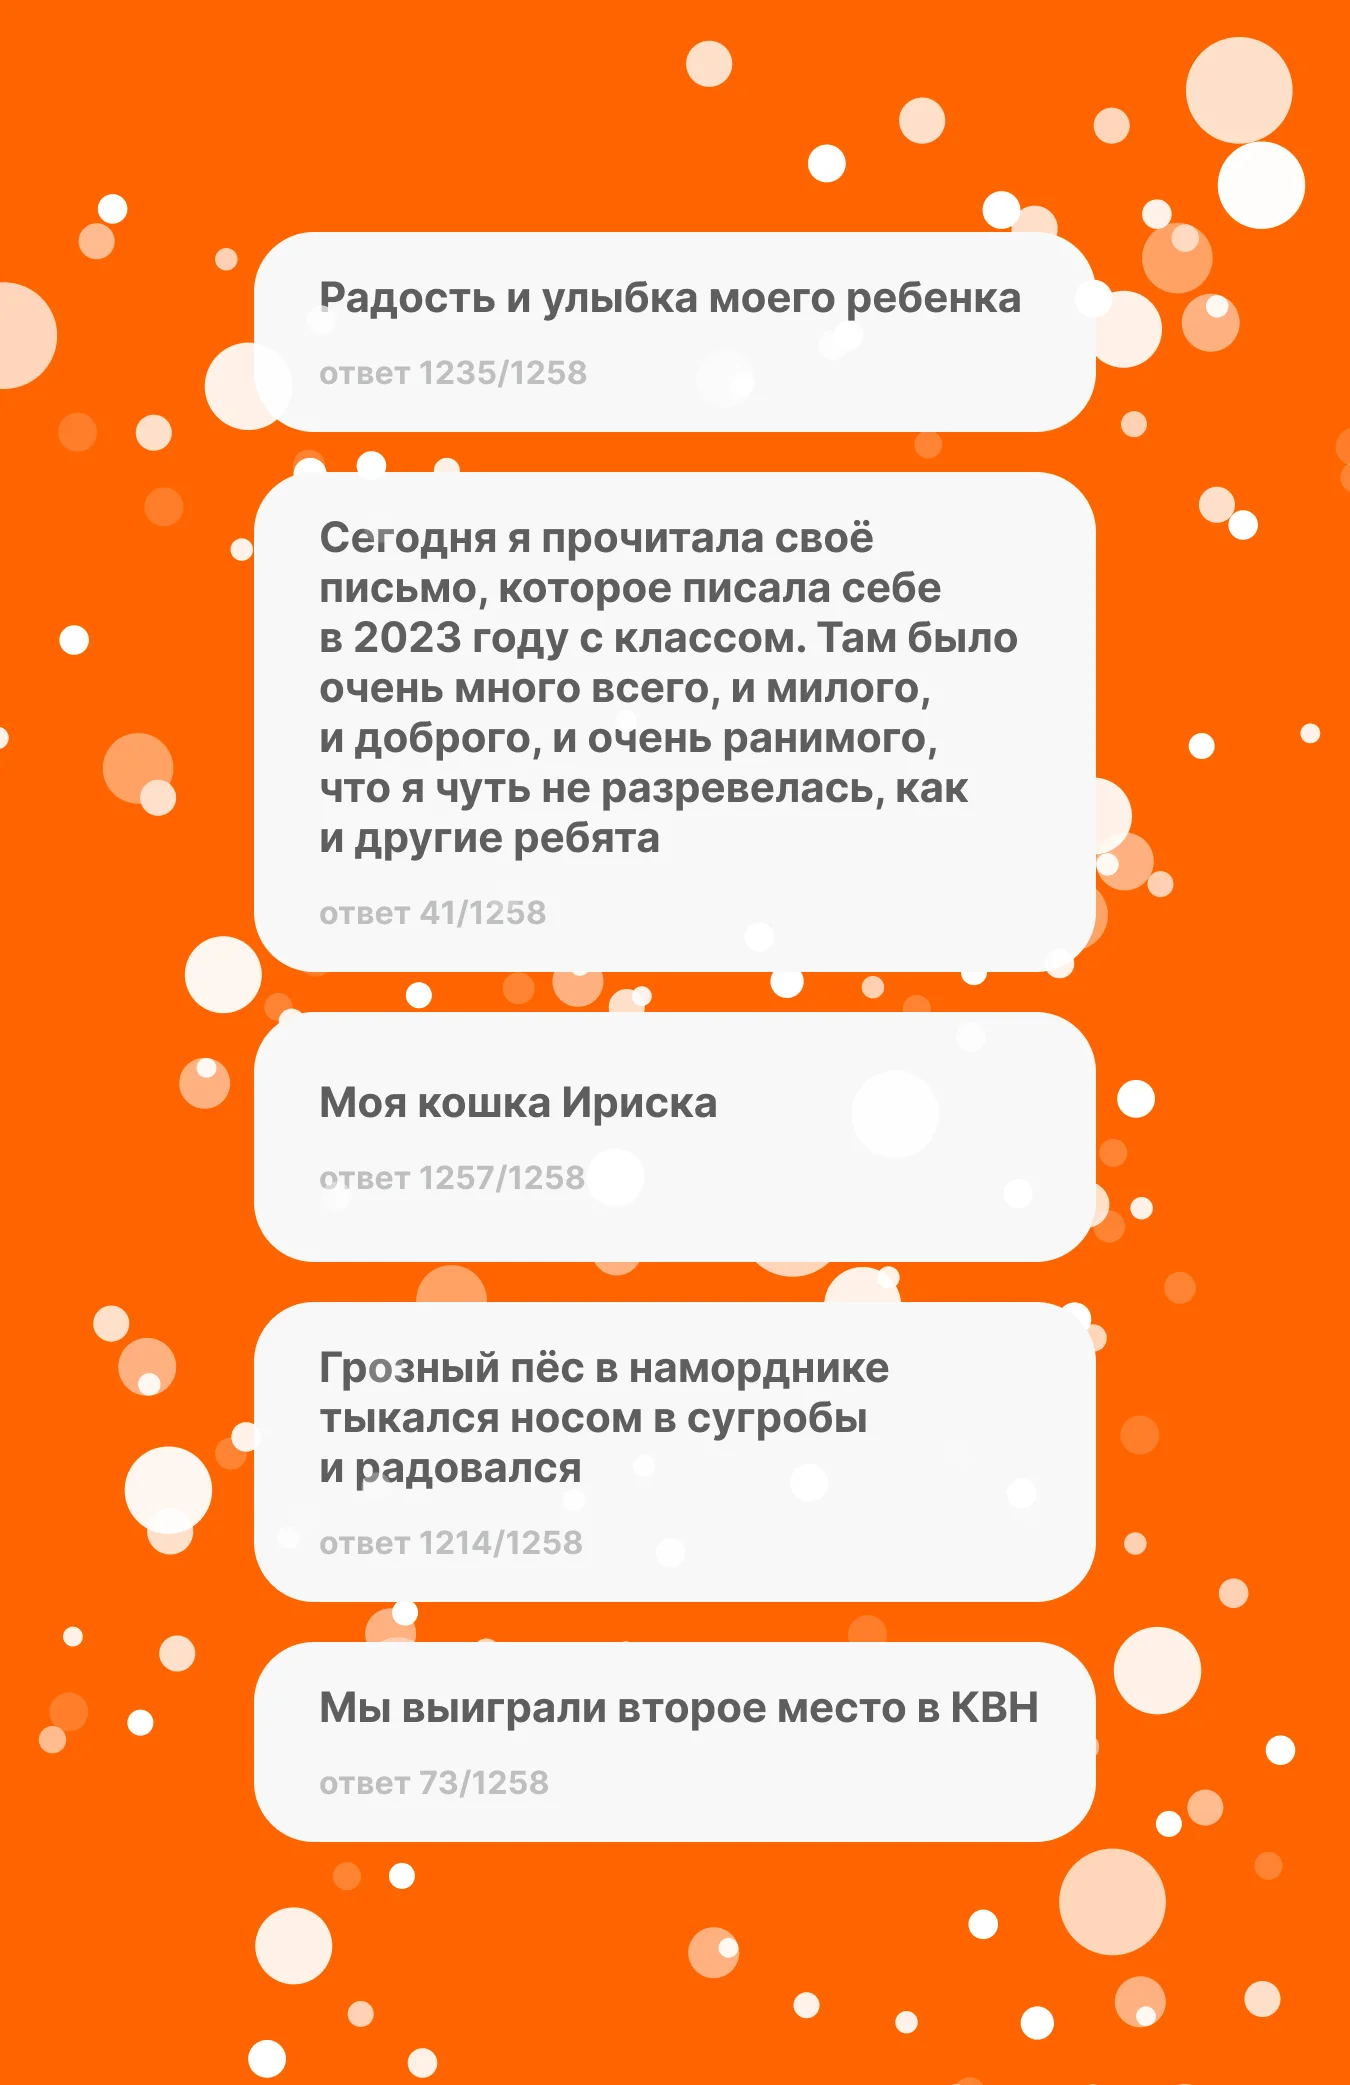 Радость и улыбка моего ребенка
ответ 1235/1258
Сегодня я прочитала своё
письмо, которое писала себе
в 2023 году с классом. Там было
очень много всего, и милого,
и доброго, и очень ранимого,
что я чуть не разревелась, как
и другие ребята
ответ 41/1258
Моя кошка Ириска
ответ 1257/1258
Грозный пёс в наморднике
тыкался носом в сугробы
и радовался
ответ 1214/1258
Мы выиграли второе место в КВН
ответ 73/1258